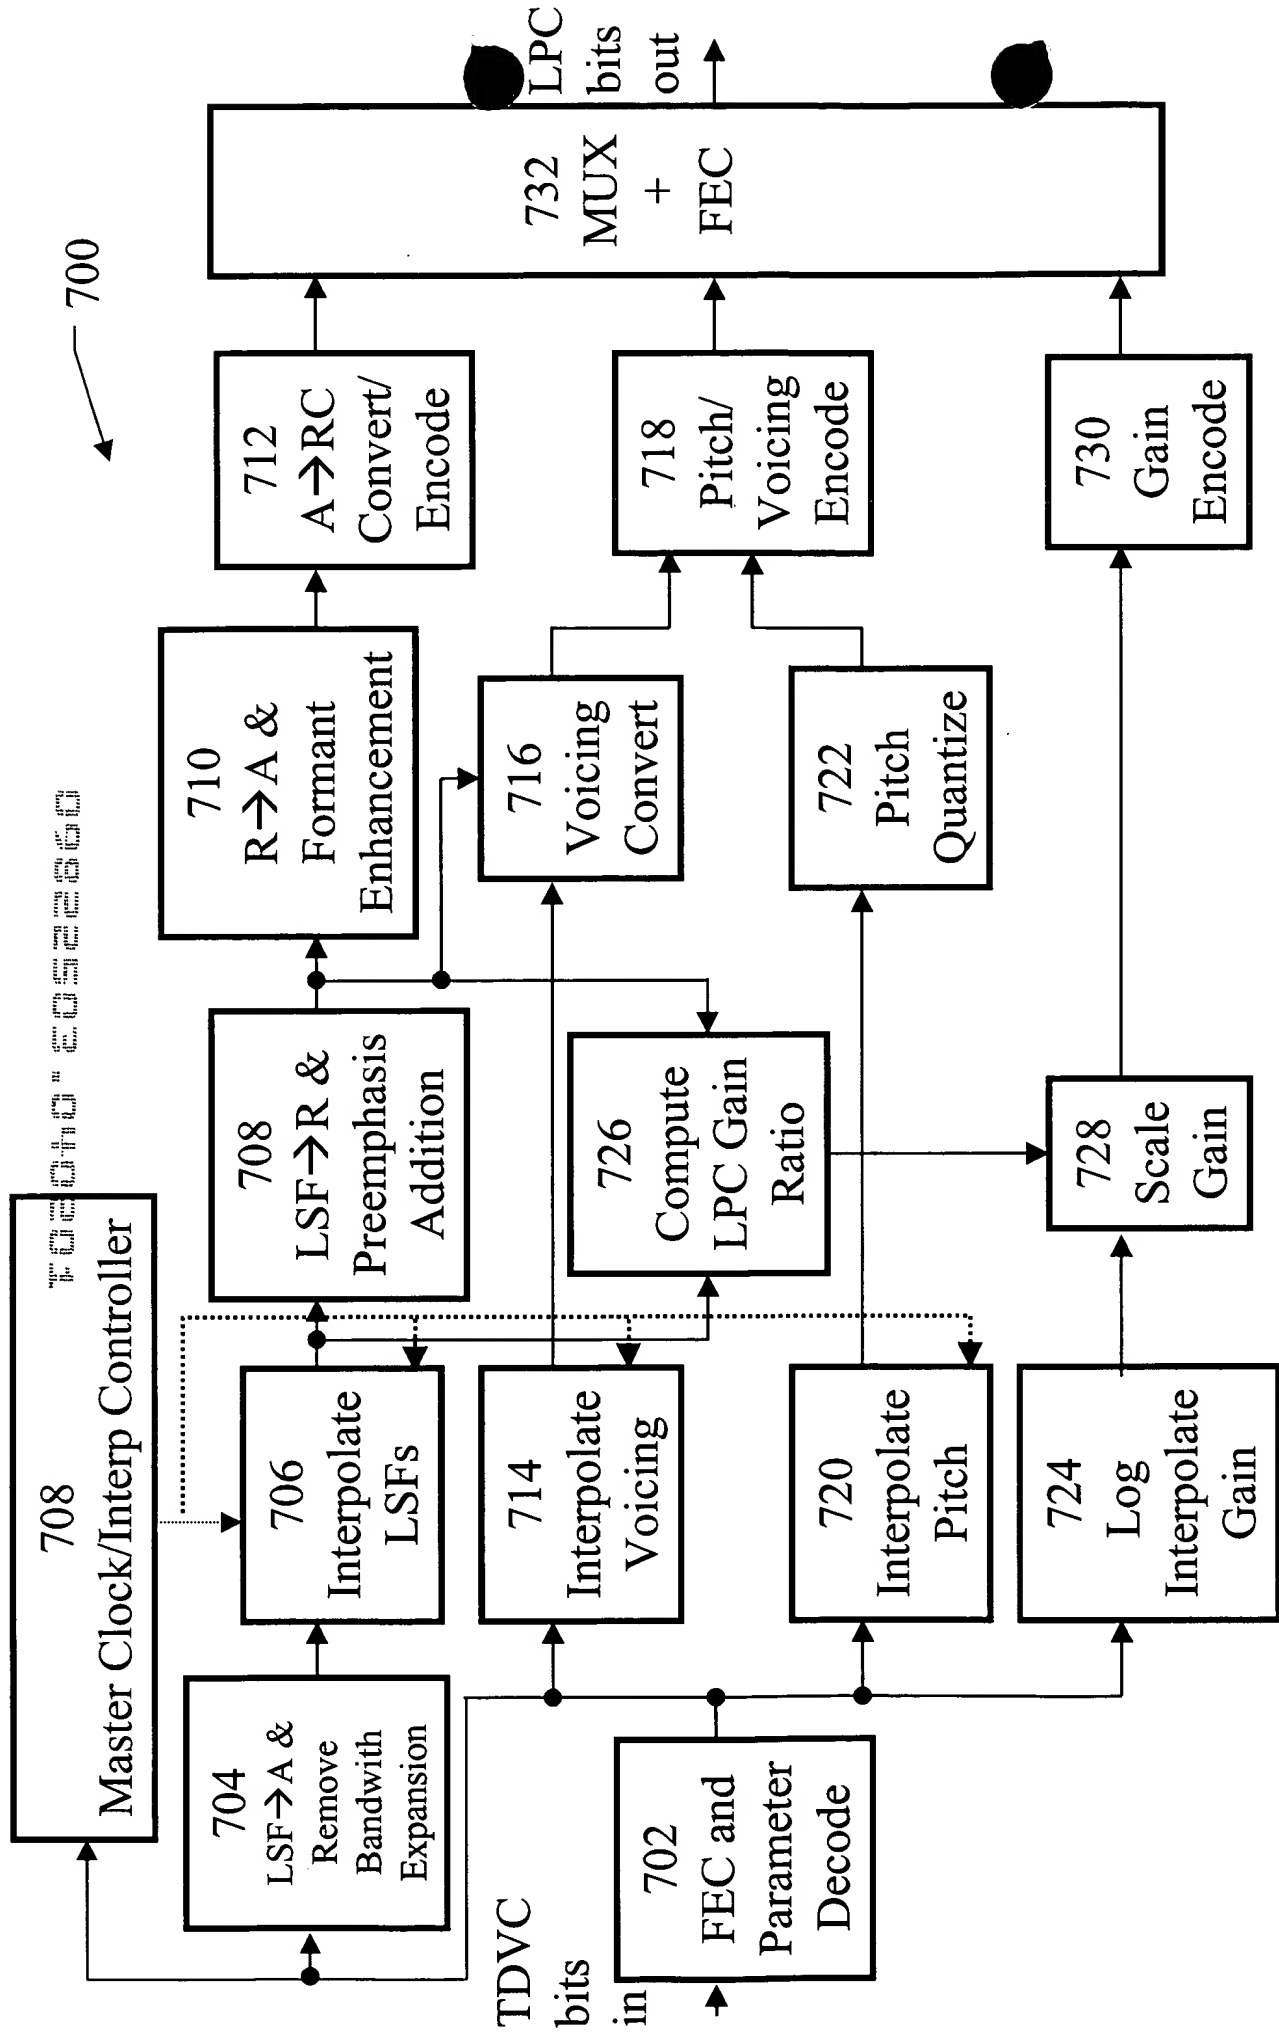 700
708
Master Clock/Interp Controller
704
LSF→A &
Remove
Bandwith
Expansion
706
Interpolate
LSFs
708
LSF→R &
Preemphasis
Addition
710
R→A &
Formant
Enhancement
712
A→RC
Convert/
Encode
TDVC
bits
in
702
FEC and
Parameter
Decode
714
Interpolate
Voicing
716
Voicing
Convert
718
Pitch/
Voicing
Encode
720
Interpolate
Pitch
722
Pitch
Quantize
726
Compute
LPC Gain
Ratio
724
Log
Interpolate
Gain
728
Scale
Gain
730
Gain
Encode
732
MUX
+
FEC
LPC
bits
out